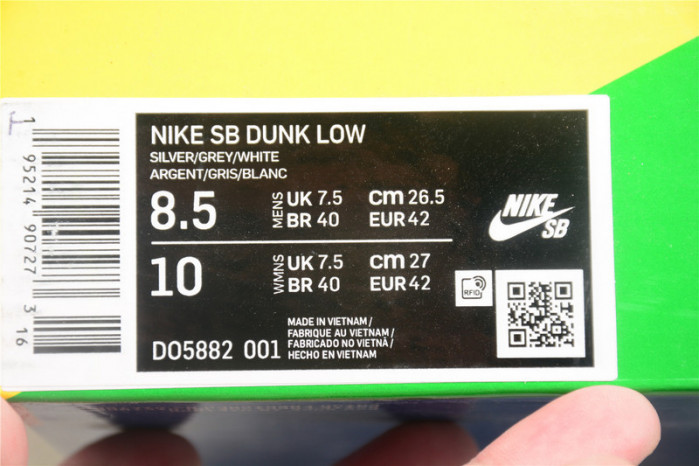 1 95214 90727 3 16
NIKE SB DUNK LOW
SILVER/GREY/WHITE
ARGENT/GRIS/BLANC
8.5
MENS
UK 7.5
cm 26.5
BR 40
EUR 42
10
WMNS
UK 7.5
cm 27
BR 40
EUR 42
NIKE
SB
RFID
DO5882 001
MADE IN VIETNAM /
FABRIQUE AU VIETNAM /
FABRICADO NO VIETNÃ /
HECHO EN VIETNAM